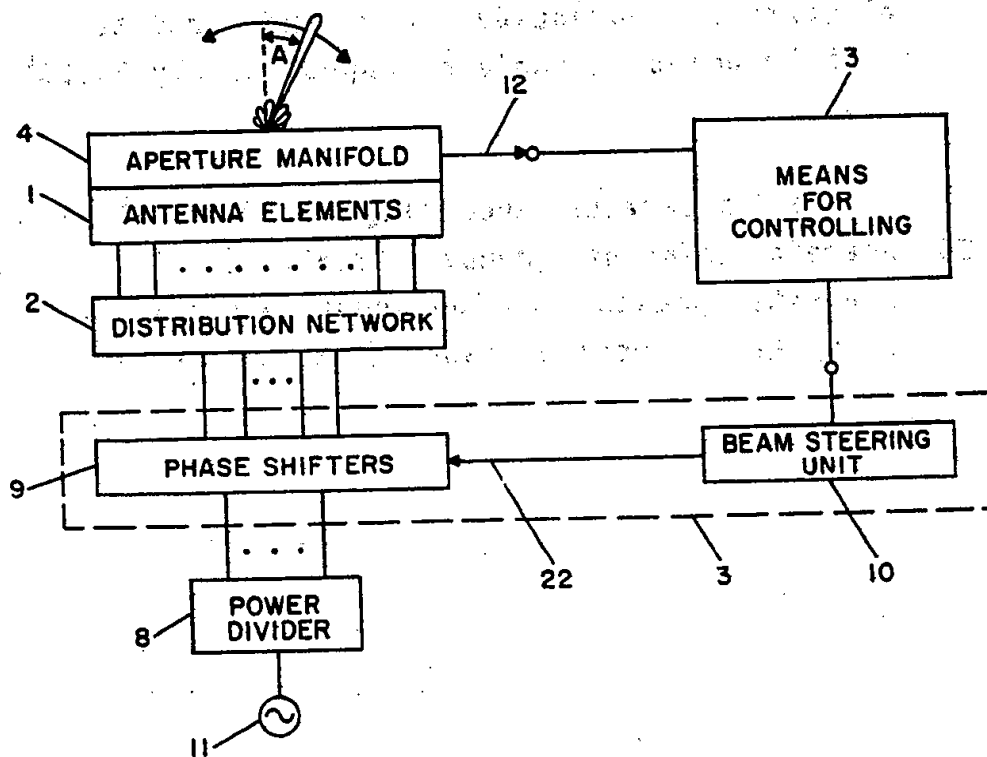 A
12
3
4
APERTURE MANIFOLD
MEANS
FOR
CONTROLLING
1
ANTENNA ELEMENTS
2
DISTRIBUTION NETWORK
9
PHASE SHIFTERS
BEAM STEERING
UNIT
22
3
10
8
POWER
DIVIDER
11